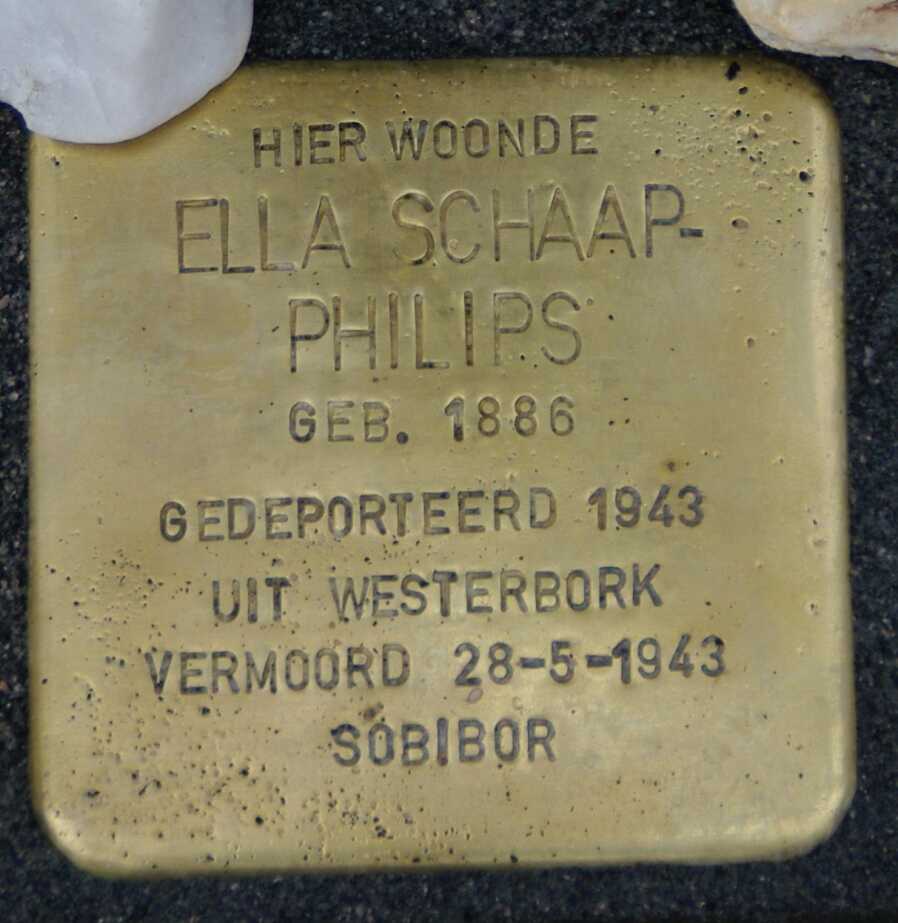 HIER WOONDE
ELLA SCHAAP-
PHILIPS
GEB. 1886
GEDEPORTEERD 1943
UIT WESTERBORK
VERMOORD 28-5-1943
SOBIBOR